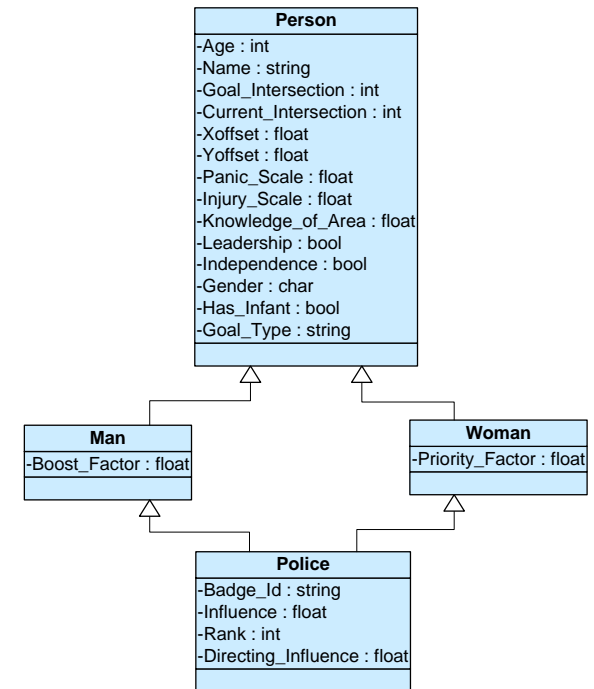 Person
-Age : int
-Name : string
-Goal_Intersection : int
-Current_Intersection : int
-Xoffset : float
-Yoffset : float
-Panic_Scale : float
-Injury_Scale : float
-Knowledge_of_Area : float
-Leadership : bool
-Independence : bool
-Gender : char
-Has_Infant : bool
-Goal_Type : string
Man
-Boost_Factor : float
Woman
-Priority_Factor : float
Police
-Badge_Id : string
-Influence : float
-Rank : int
-Directing_Influence : float